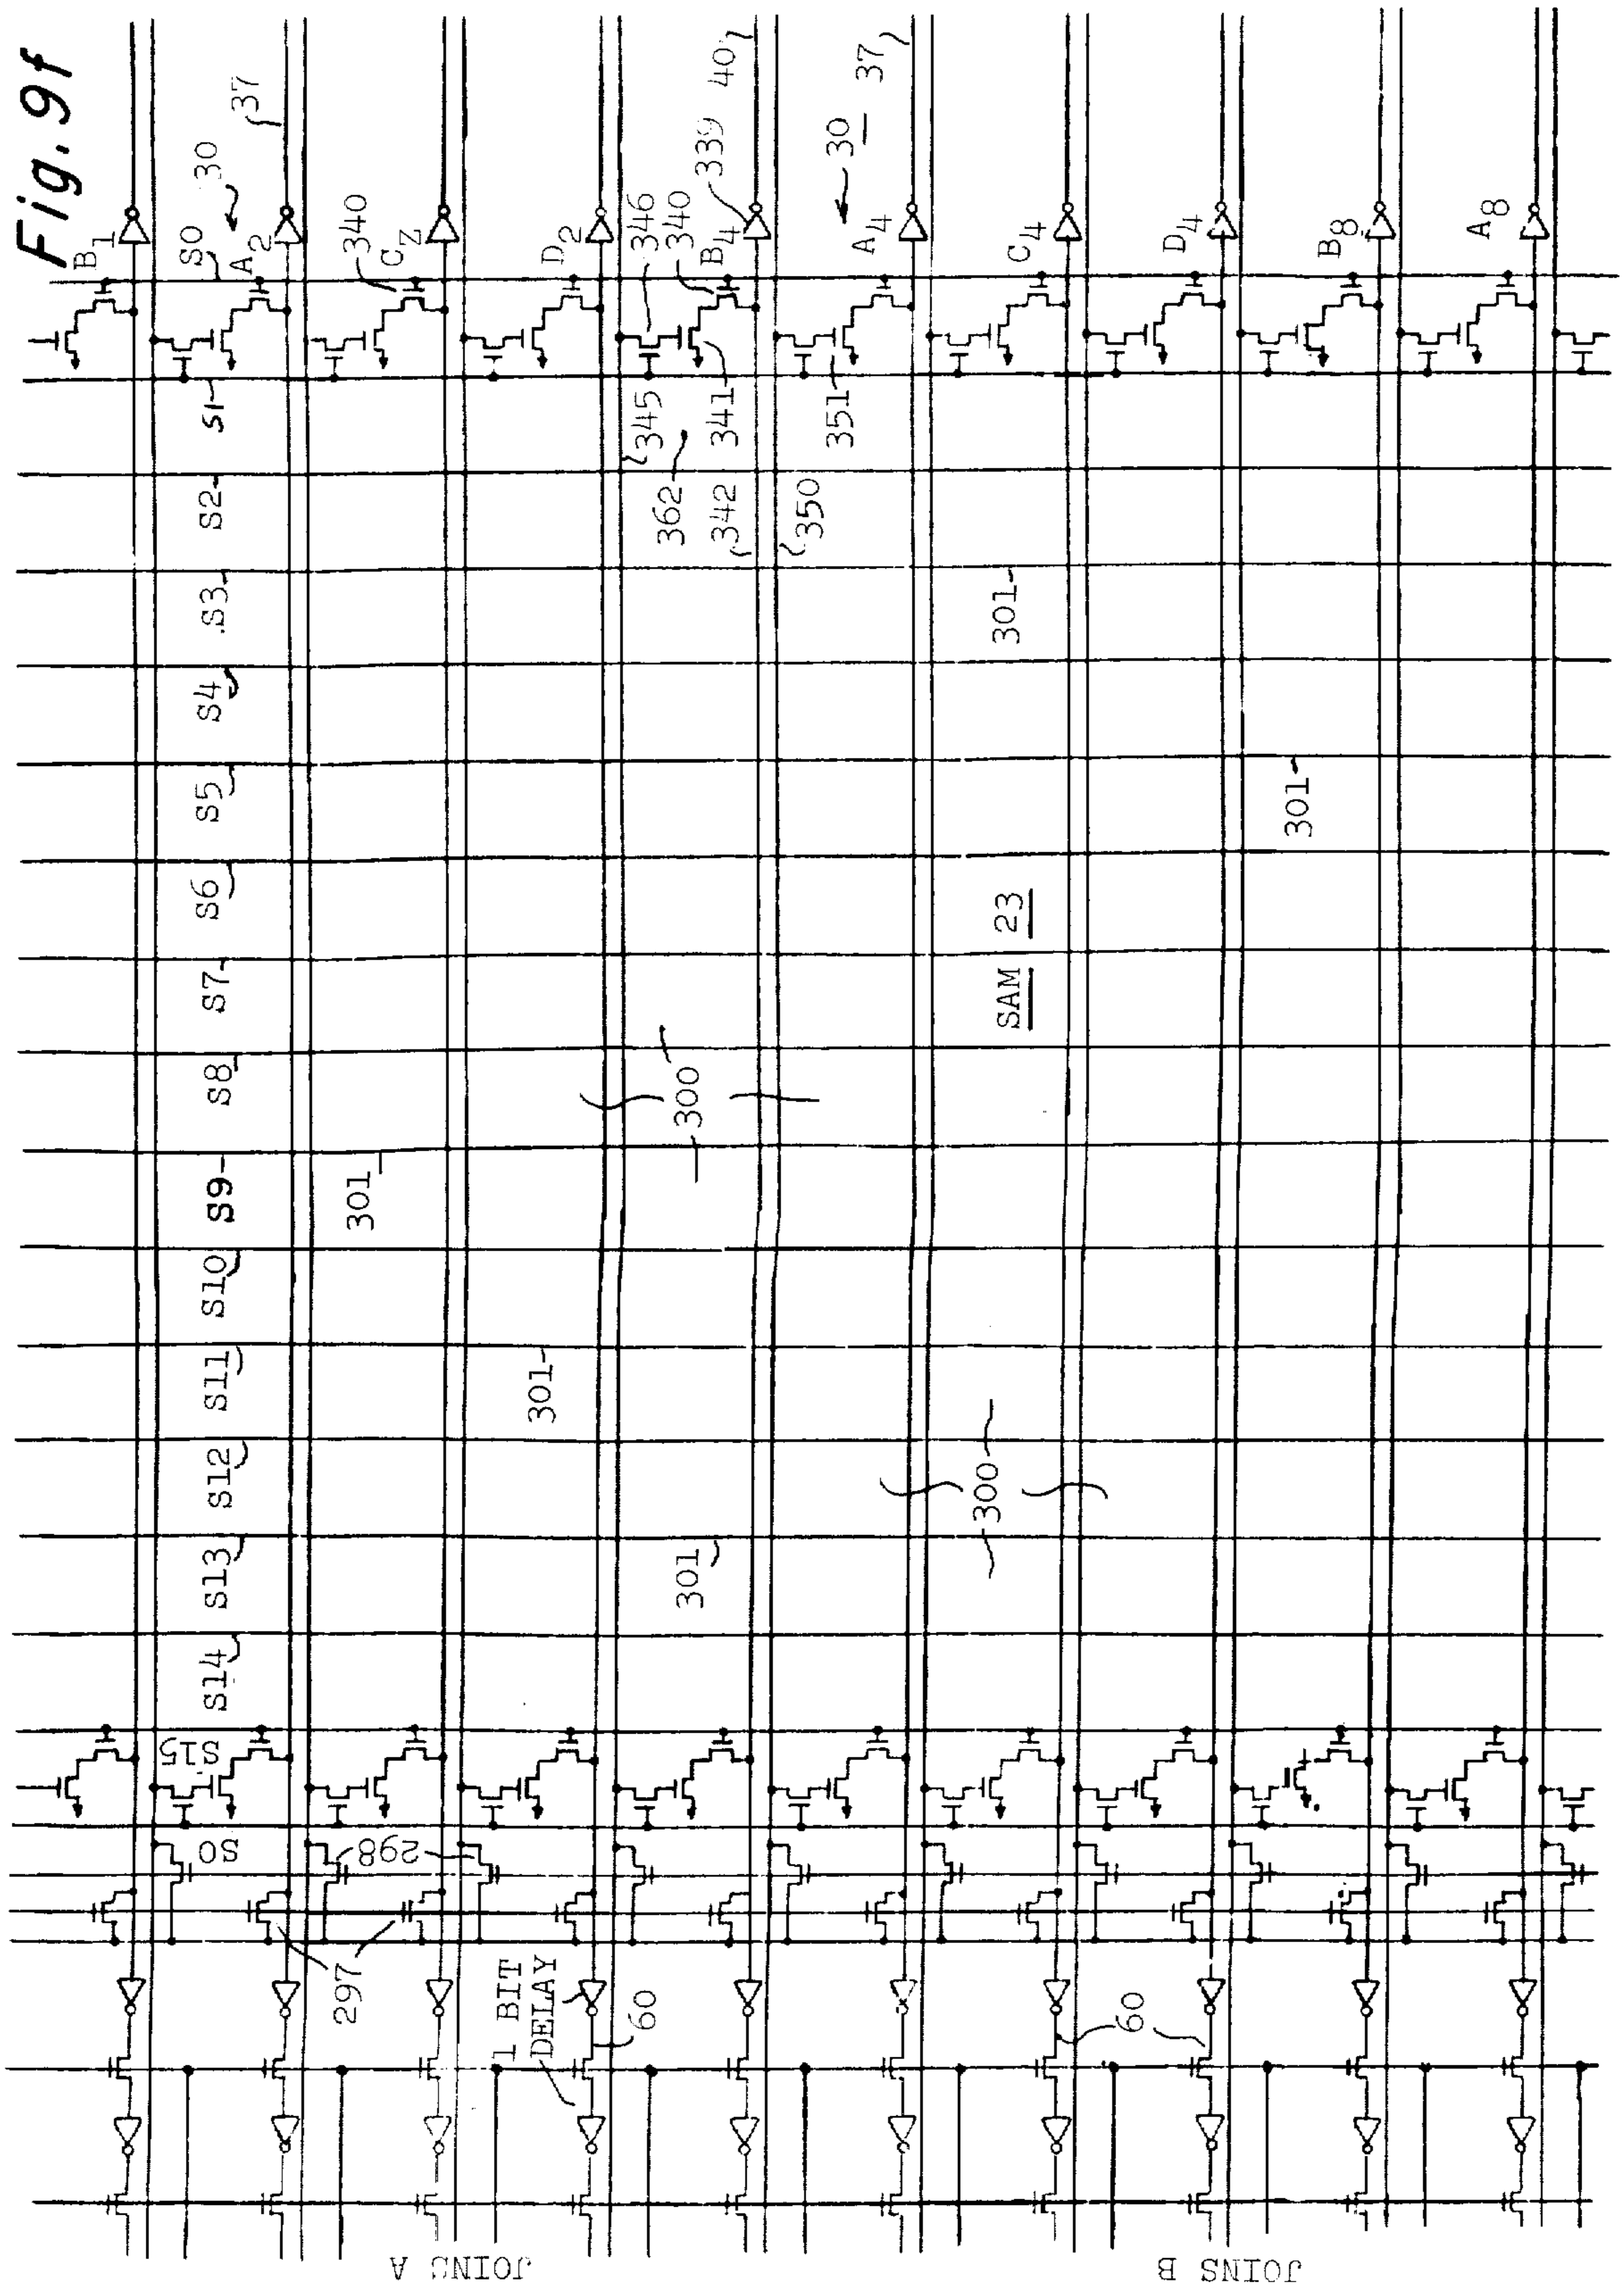 Fig. 9f
B1
S0
A2
30
37
340
CZ
D2
346
340
B4
339
40
345
362
341
342
350
351
A4
30
37
C4
D4
B8
A8
S1
S2
S3
S4
S5
S6
S7
S8
S9
S10
S11
S12
S13
S14
S15
S0
301
301
301
301
301
300
300
SAM 23
298
297
1 BIT
DELAY
60
60
JOINS A
JOINS B